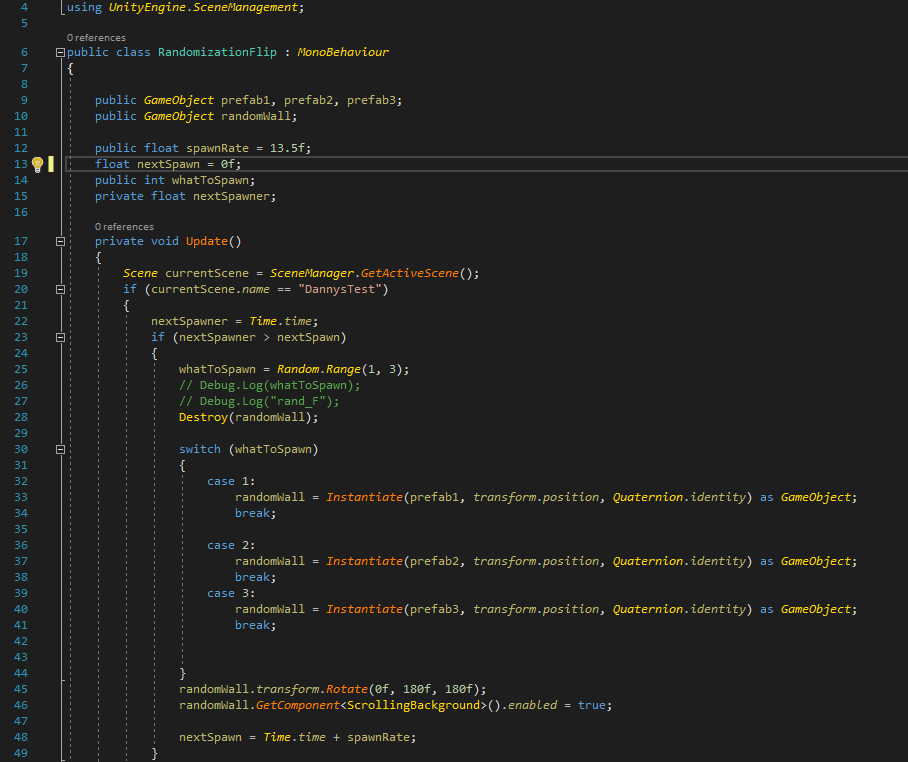 4 using UnityEngine.SceneManagement;
5
0 references
6 public class RandomizationFlip : MonoBehaviour
7 {
8
9 public GameObject prefab1, prefab2, prefab3;
10 public GameObject randomWall;
11
12 public float spawnRate = 13.5f;
13 float nextSpawn = 0f;
14 public int whatToSpawn;
15 private float nextSpawner;
16
0 references
17 private void Update()
18 {
19 Scene currentScene = SceneManager.GetActiveScene();
20 if (currentScene.name == "DannysTest")
21 {
22 nextSpawner = Time.time;
23 if (nextSpawner > nextSpawn)
24 {
25 whatToSpawn = Random.Range(1, 3);
26 // Debug.Log(whatToSpawn);
27 // Debug.Log("rand_F");
28 Destroy(randomWall);
29
30 switch (whatToSpawn)
31 {
32 case 1:
33 randomWall = Instantiate(prefab1, transform.position, Quaternion.identity) as GameObject;
34 break;
35
36 case 2:
37 randomWall = Instantiate(prefab2, transform.position, Quaternion.identity) as GameObject;
38 break;
39 case 3:
40 randomWall = Instantiate(prefab3, transform.position, Quaternion.identity) as GameObject;
41 break;
42
43
44 }
45 randomWall.transform.Rotate(0f, 180f, 180f);
46 randomWall.GetComponent<ScrollingBackground>().enabled = true;
47
48 nextSpawn = Time.time + spawnRate;
49 }